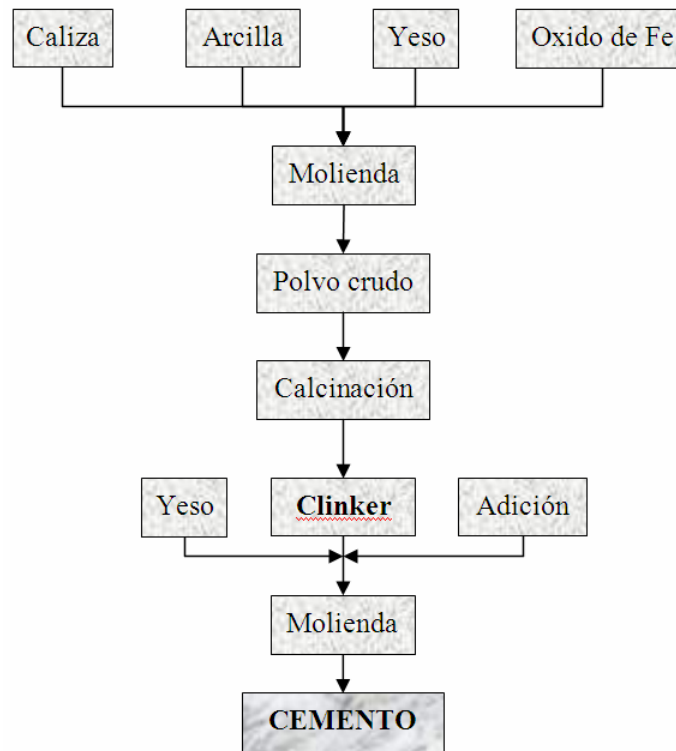 Caliza
Arcilla
Yeso
Oxido de Fe
Molienda
Polvo crudo
Calcinación
Yeso
Clinker
Adición
Molienda
CEMENTO